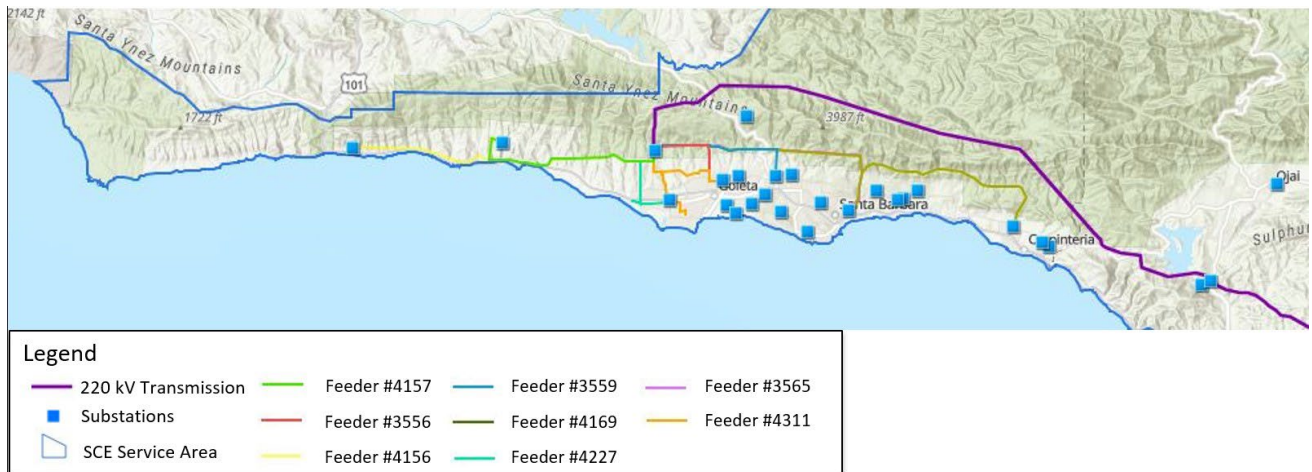 2142 ft
Santa Ynez Mountains
101
Santa Ynez Mountains
1722 ft
3987 ft
Ojai
Goleta
Santa Barbara
Carpinteria
Sulphur
Legend
220 kV Transmission
Feeder #4157
Feeder #3559
Feeder #3565
Substations
Feeder #3556
Feeder #4169
Feeder #4311
SCE Service Area
Feeder #4156
Feeder #4227